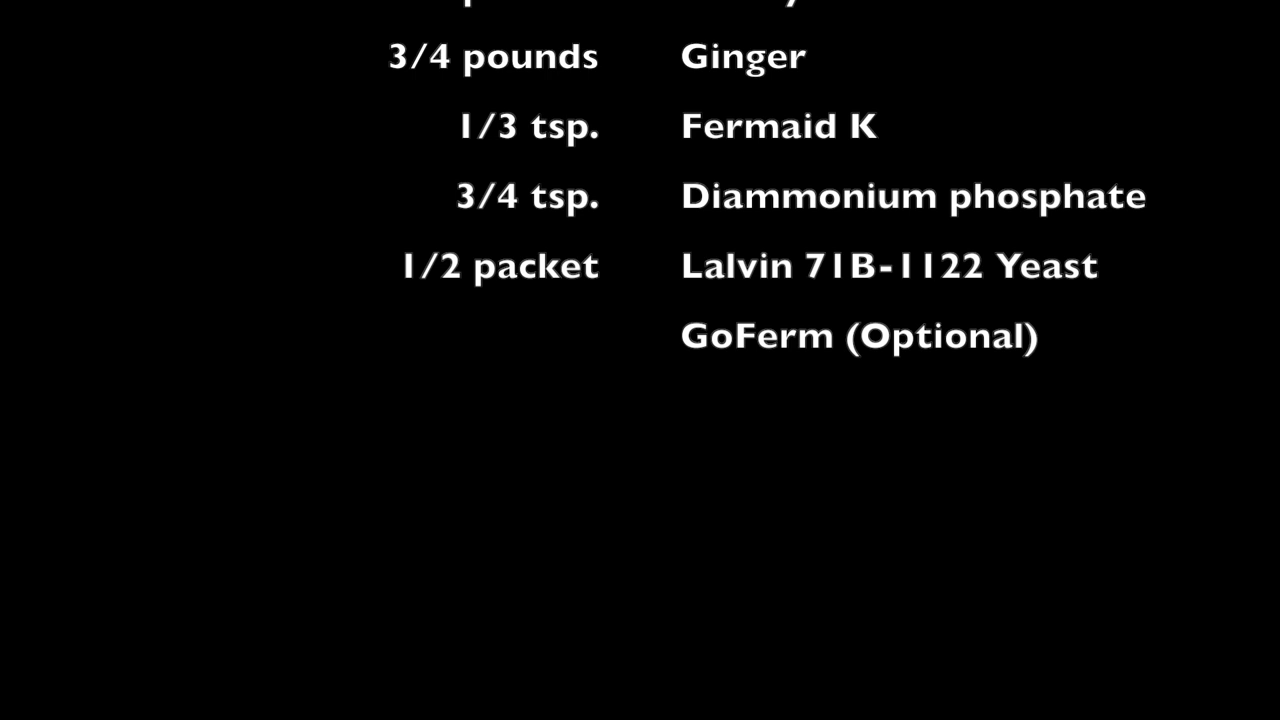 3/4 pounds Ginger
1/3 tsp. Fermaid K
3/4 tsp. Diammonium phosphate
1/2 packet Lalvin 71B-1122 Yeast
GoFerm (Optional)